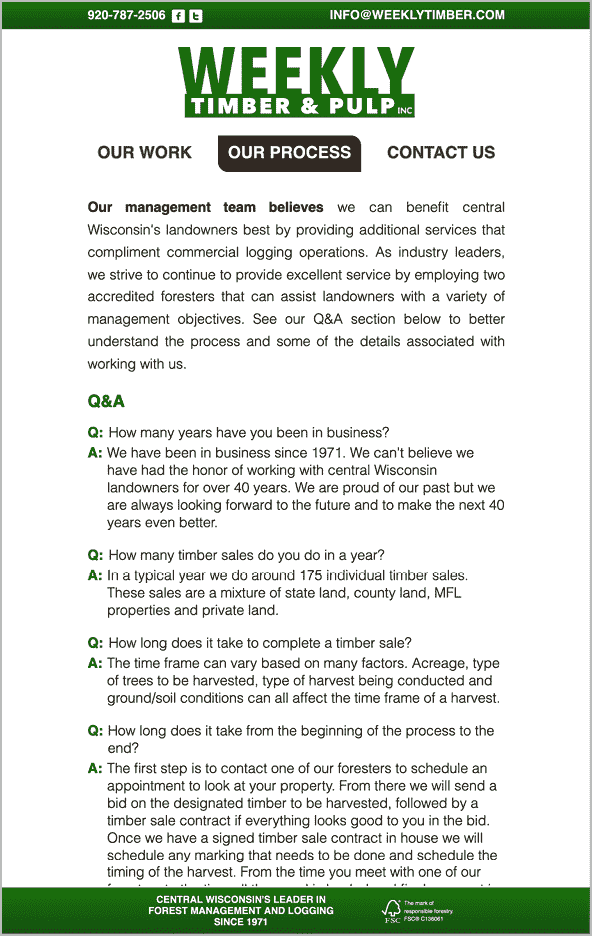 920-787-2506 INFO@WEEKLYTIMBER.COM
WEEKLY
TIMBER & PULP INC
OUR WORK OUR PROCESS CONTACT US
Our management team believes we can benefit central
Wisconsin's landowners best by providing additional services that
compliment commercial logging operations. As industry leaders,
we strive to continue to provide excellent service by employing two
accredited foresters that can assist landowners with a variety of
management objectives. See our Q&A section below to better
understand the process and some of the details associated with
working with us.
Q&A
Q: How many years have you been in business?
A: We have been in business since 1971. We can't believe we
have had the honor of working with central Wisconsin
landowners for over 40 years. We are proud of our past but we
are always looking forward to the future and to make the next 40
years even better.
Q: How many timber sales do you do in a year?
A: In a typical year we do around 175 individual timber sales.
These sales are a mixture of state land, county land, MFL
properties and private land.
Q: How long does it take to complete a timber sale?
A: The time frame can vary based on many factors. Acreage, type
of trees to be harvested, type of harvest being conducted and
ground/soil conditions can all affect the time frame of a harvest.
Q: How long does it take from the beginning of the process to the
end?
A: The first step is to contact one of our foresters to schedule an
appointment to look at your property. From there we will send a
bid on the designated timber to be harvested, followed by a
timber sale contract if everything looks good to you in the bid.
Once we have a signed timber sale contract in house we will
schedule any marking that needs to be done and schedule the
timing of the harvest. From the time you meet with one of our
CENTRAL WISCONSIN'S LEADER IN
FOREST MANAGEMENT AND LOGGING
SINCE 1971
FSC
The mark of
responsible forestry
FSC® C136061